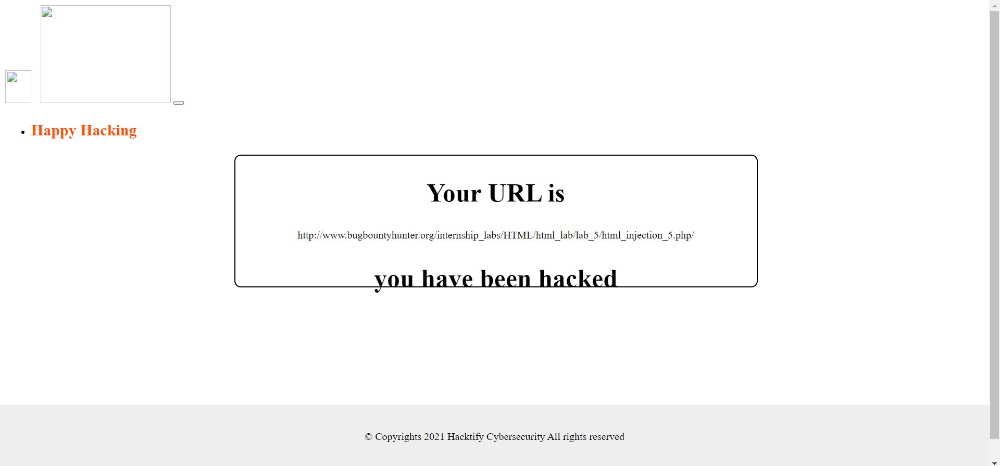 Happy Hacking
Your URL is
http://www.bugbountyhunter.org/internship_labs/HTML/html_lab/lab_5/html_injection_5.php/
you have been hacked
© Copyrights 2021 Hacktify Cybersecurity All rights reserved